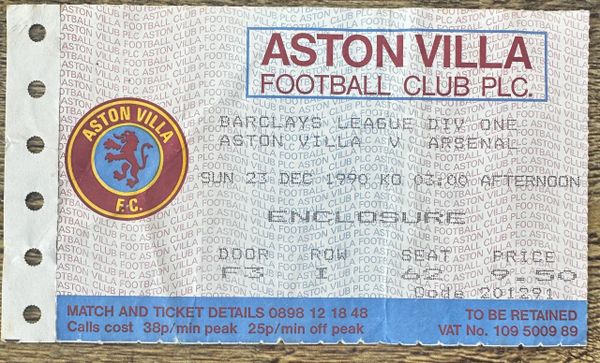 ASTON VILLA
FOOTBALL CLUB PLC.
ASTON VILLA
F.C.
BARCLAYS LEAGUE DIV ONE
ASTON VILLA V ARSENAL
SUN 23 DEC 1990 KO 03:00 AFTERNOON
ENCLOSURE
DOOR ROW SEAT PRICE
F3 I 62 9.50
201291
MATCH AND TICKET DETAILS 0898 12 18 48
Calls cost 38p/min peak 25p/min off peak
TO BE RETAINED
VAT No. 109 5009 89